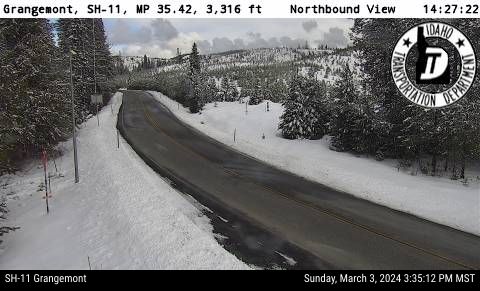 Grangemont, SH-11, MP 35.42, 3,316 ft Northbound View 14:27:22
IDAHO
TRANSPORTATION DEPARTMENT
SH-11 Grangemont Sunday, March 3, 2024 3:35:12 PM MST